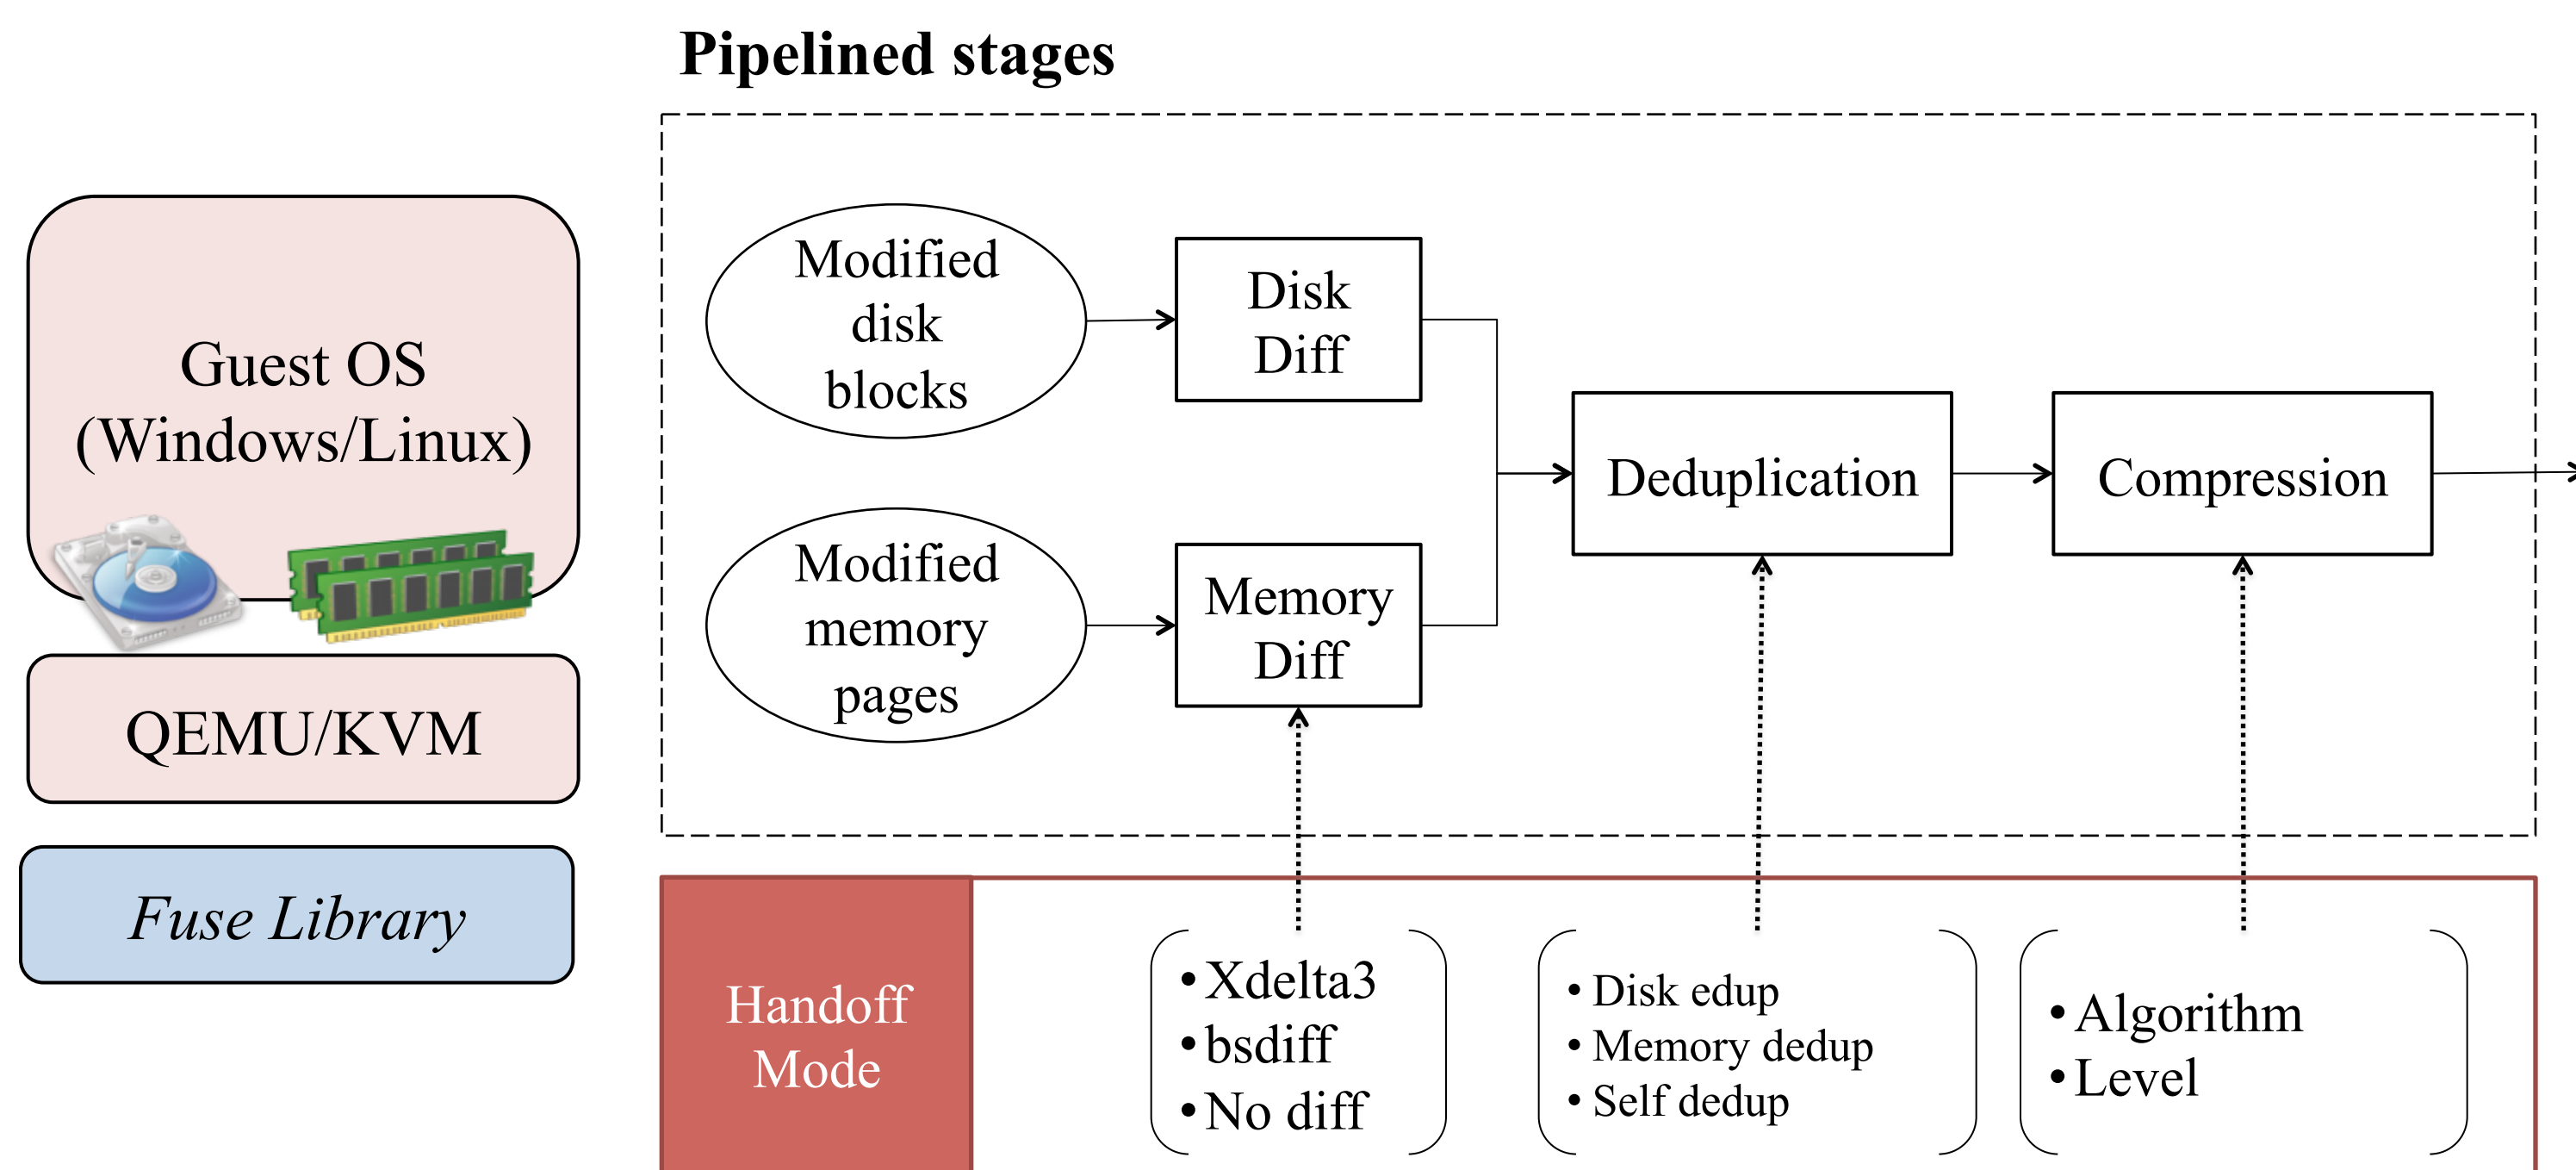 Pipelined stages
Guest OS
(Windows/Linux)
QEMU/KVM
Fuse Library
Modified
disk
blocks
Disk
Diff
Modified
memory
pages
Memory
Diff
Deduplication
Compression
Handoff
Mode
• Xdelta3
• bsdiff
• No diff
• Disk edup
• Memory dedup
• Self dedup
• Algorithm
• Level